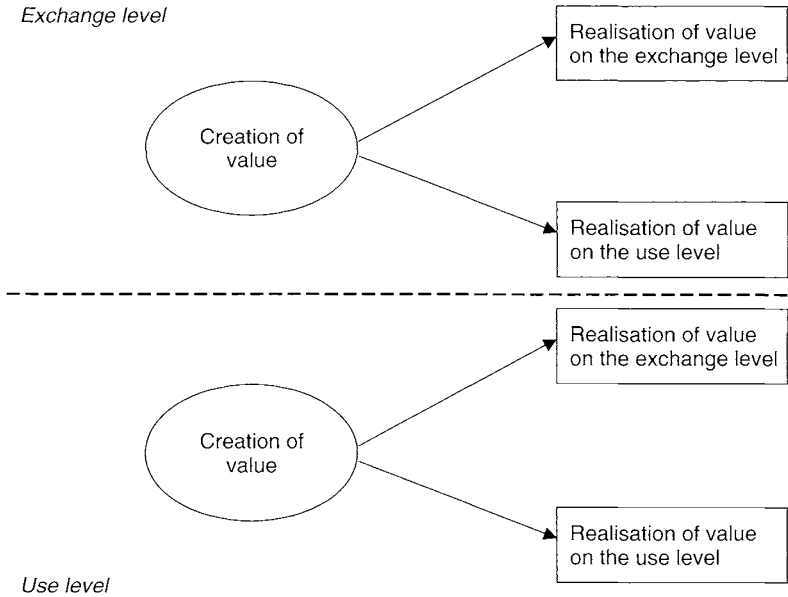 Exchange level
Realisation of value
on the exchange level
Creation of
value
Realisation of value
on the use level
Realisation of value
on the exchange level
Creation of
value
Realisation of value
on the use level
Use level